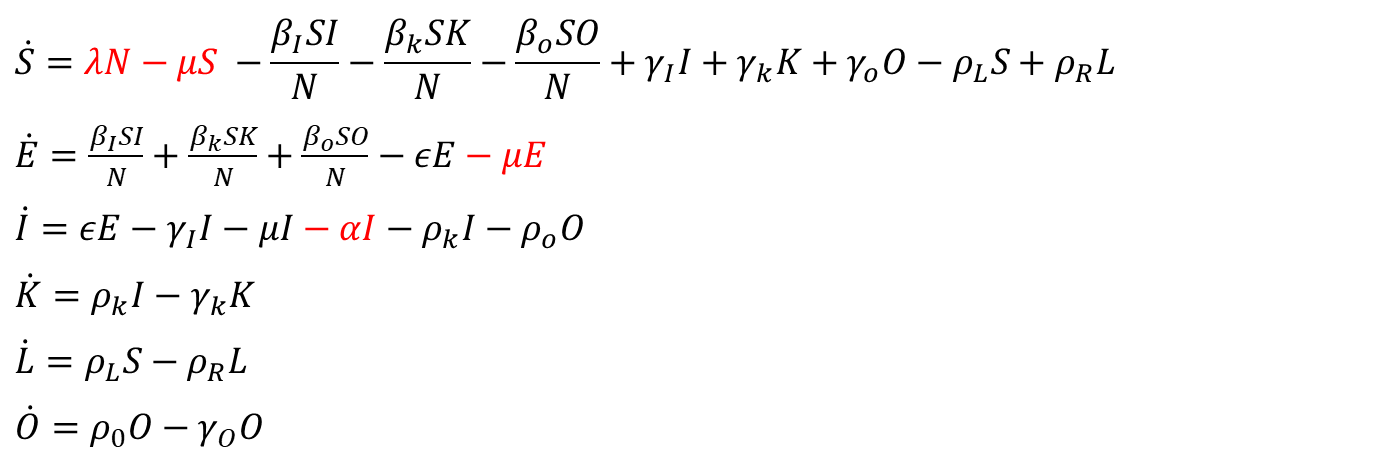 Ṡ = λN − μS − β_I SI/N − β_k SK/N − β_o SO/N + γ_I I + γ_k K + γ_o O − ρ_L S + ρ_R L
Ė = β_I SI/N + β_k SK/N + β_o SO/N − ϵE − μE
İ = ϵE − γ_I I − μI − αI − ρ_k I − ρ_o O
K̇ = ρ_k I − γ_k K
L̇ = ρ_L S − ρ_R L
Ȯ = ρ_0 O − γ_O O